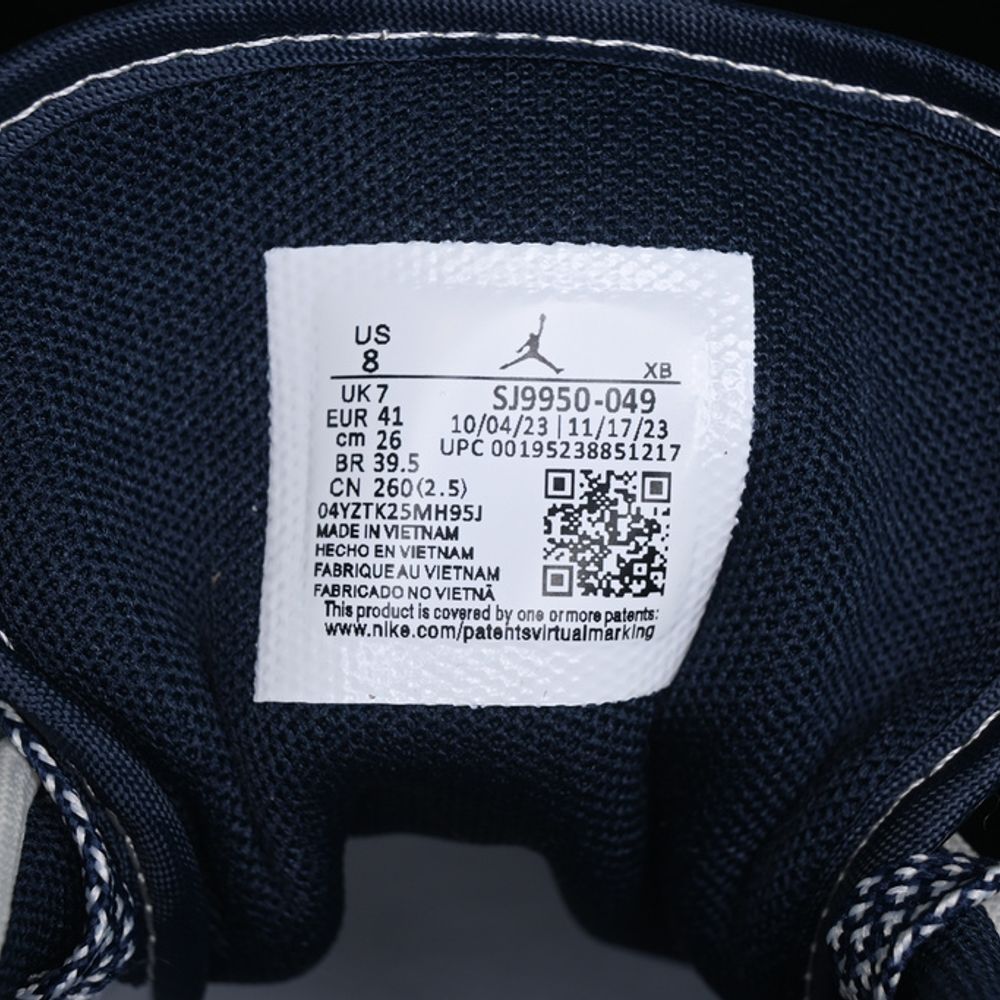 US
8
XB
UK 7
EUR 41
cm 26
BR 39.5
CN 260(2.5)
SJ9950-049
10/04/23 | 11/17/23
UPC 00195238851217
04YZTK25MH95J
MADE IN VIETNAM
HECHO EN VIETNAM
FABRIQUE AU VIETNAM
FABRICADO NO VIETNÃ
This product is covered by one or more patents:
www.nike.com/patentsvirtualmarking